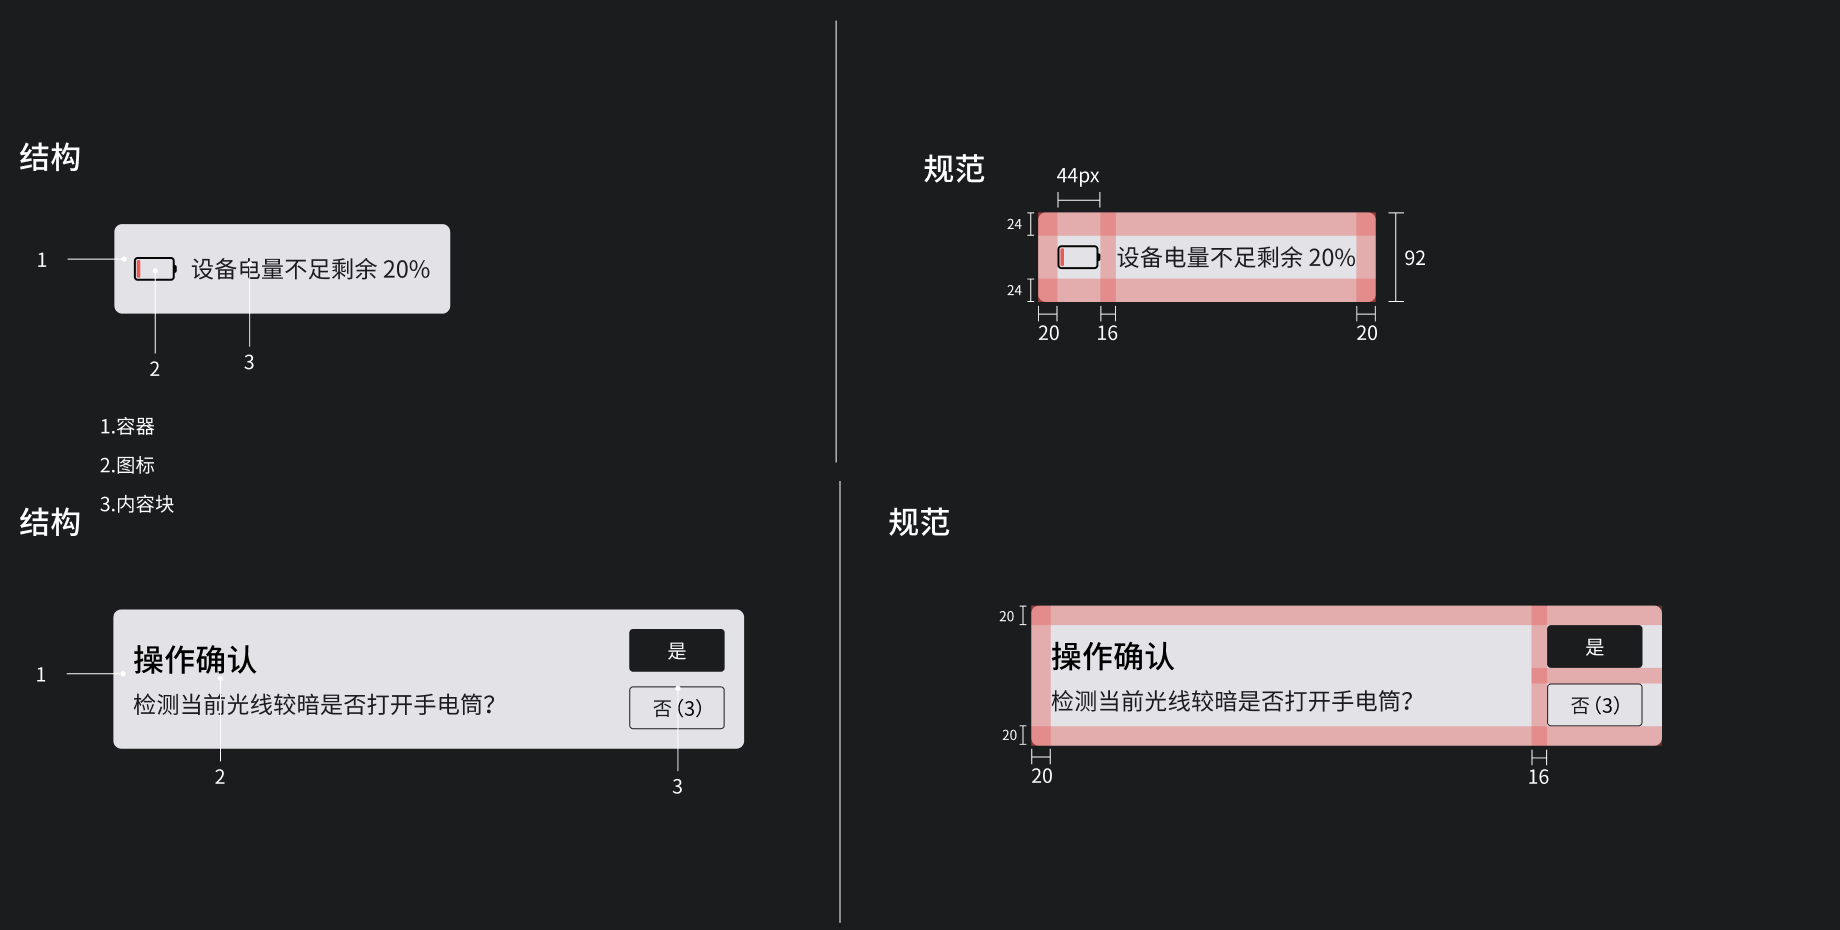 结构
1
设备电量不足剩余 20%
2
3
1.容器
2.图标
3.内容块
规范
44px
24
设备电量不足剩余 20%
92
24
20
16
20
结构
1
操作确认
检测当前光线较暗是否打开手电筒？
是
否（3）
2
3
规范
20
操作确认
检测当前光线较暗是否打开手电筒？
是
否（3）
20
20
16